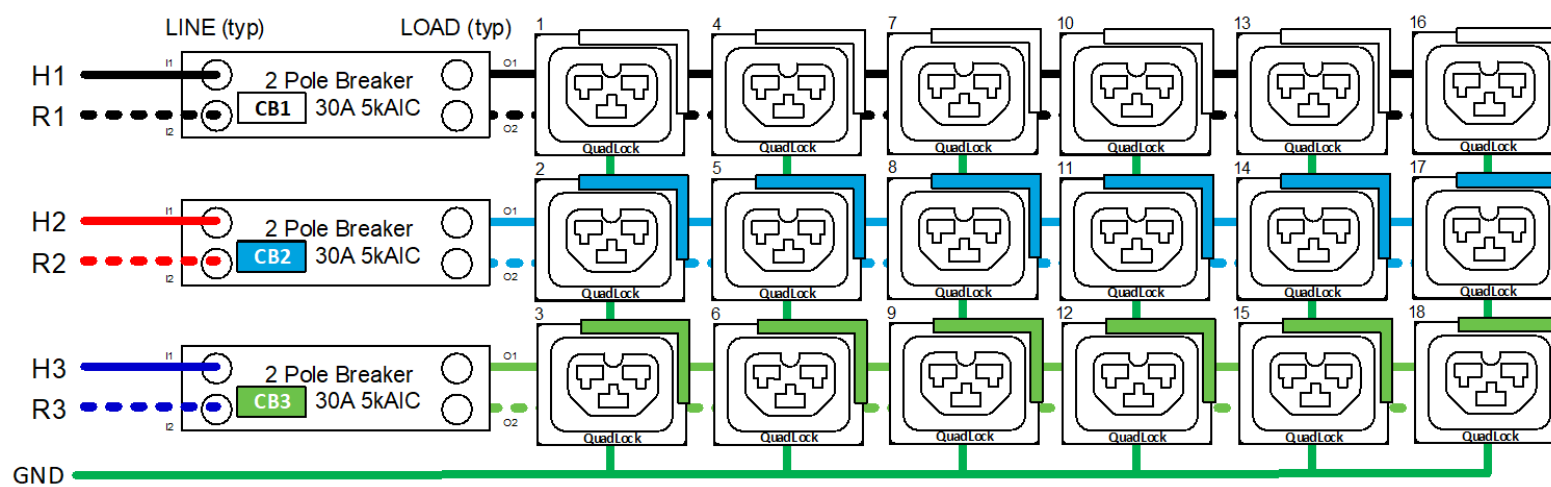 LINE (typ) LOAD (typ) 1 4 7 10 13 16
H1 I1 2 Pole Breaker O1
R1 I2 CB1 30A 5kAIC O2
QuadLock QuadLock QuadLock QuadLock QuadLock QuadLock
2 5 8 11 14 17
H2 I1 2 Pole Breaker O1
R2 I2 CB2 30A 5kAIC O2
QuadLock QuadLock QuadLock QuadLock QuadLock QuadLock
3 6 9 12 15 18
H3 I1 2 Pole Breaker O1
R3 I2 CB3 30A 5kAIC O2
QuadLock QuadLock QuadLock QuadLock QuadLock QuadLock
GND